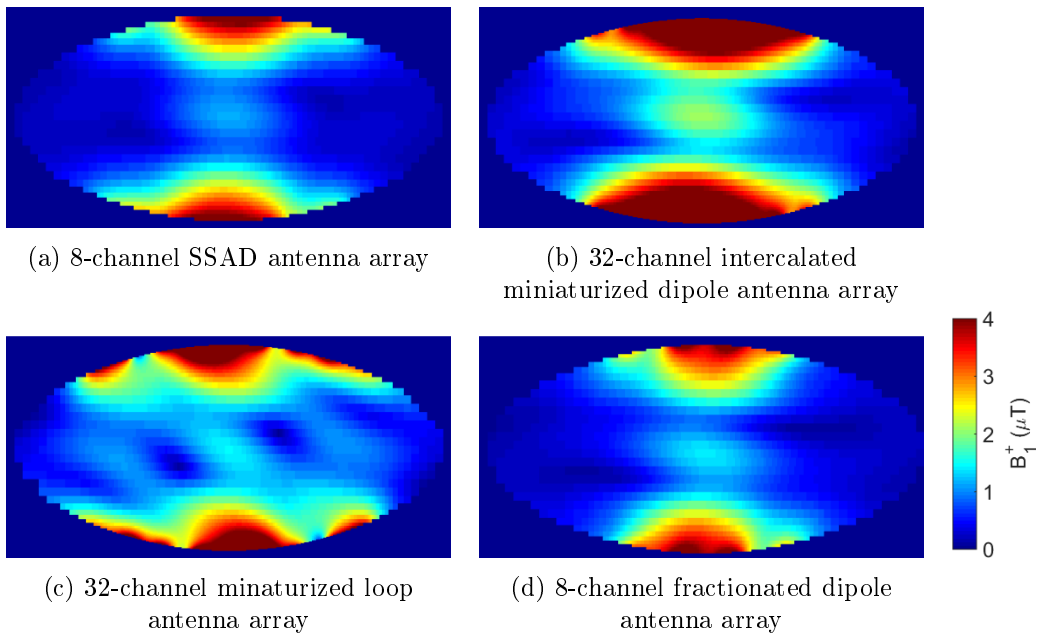 (a) 8-channel SSAD antenna array
(b) 32-channel intercalated
miniaturized dipole antenna array
(c) 32-channel minaturized loop
antenna array
(d) 8-channel fractionated dipole
antenna array
4
3
2
1
0
B₁⁺ (μT)